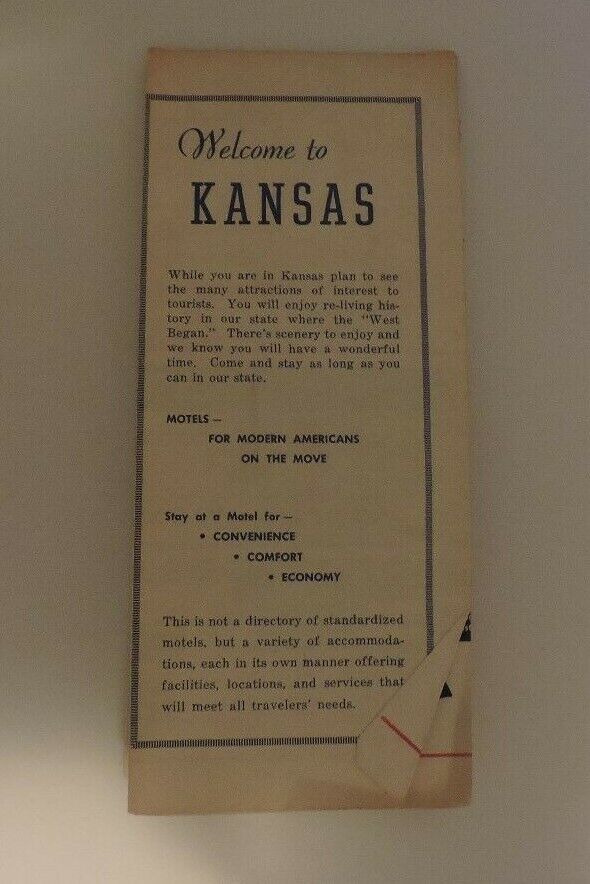 Welcome to
KANSAS
While you are in Kansas plan to see
the many attractions of interest to
tourists. You will enjoy re-living his-
tory in our state where the "West
Began." There's scenery to enjoy and
we know you will have a wonderful
time. Come and stay as long as you
can in our state.
MOTELS —
FOR MODERN AMERICANS
ON THE MOVE
Stay at a Motel for —
• CONVENIENCE
• COMFORT
• ECONOMY
This is not a directory of standardized
motels, but a variety of accommoda-
tions, each in its own manner offering
facilities, locations, and services that
will meet all travelers' needs.